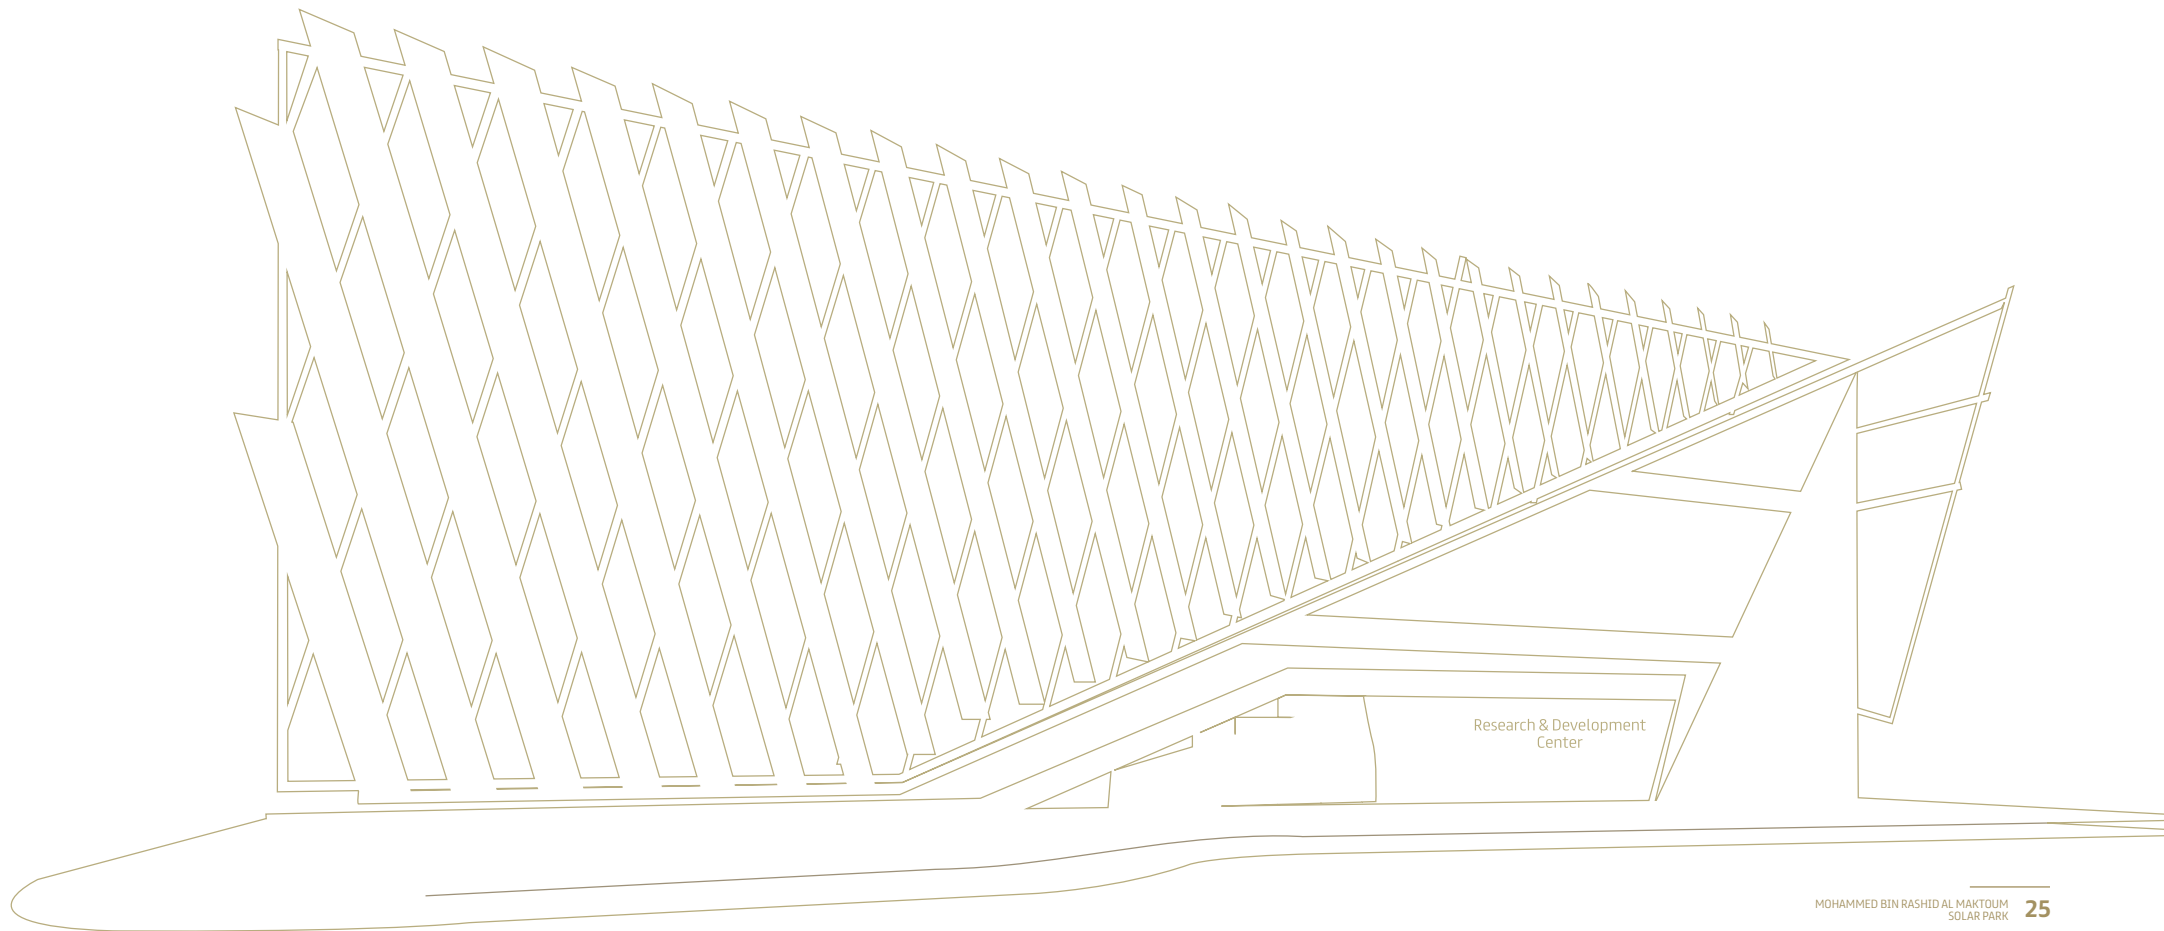 Research & Development
Center
MOHAMMED BIN RASHID AL MAKTOUM
SOLAR PARK
25